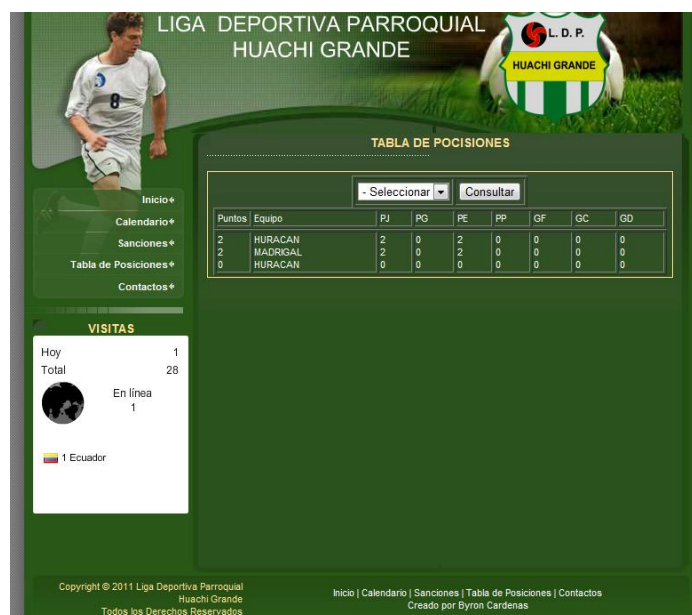 LIGA DEPORTIVA PARROQUIAL
HUACHI GRANDE
L. D. P.
HUACHI GRANDE
8
TABLA DE POCISIONES
- Seleccionar
Consultar
Puntos Equipo PJ PG PE PP GF GC GD
2 HURACAN 2 0 2 0 0 0 0
2 MADRIGAL 2 0 2 0 0 0 0
0 HURACAN 0 0 0 0 0 0 0
Inicio
Calendario
Sanciones
Tabla de Posiciones
Contactos
VISITAS
Hoy 1
Total 28
En línea
1
1 Ecuador
Copyright © 2011 Liga Deportiva Parroquial
Huachi Grande
Todos los Derechos Reservados
Inicio | Calendario | Sanciones | Tabla de Posiciones | Contactos
Creado por Byron Cardenas